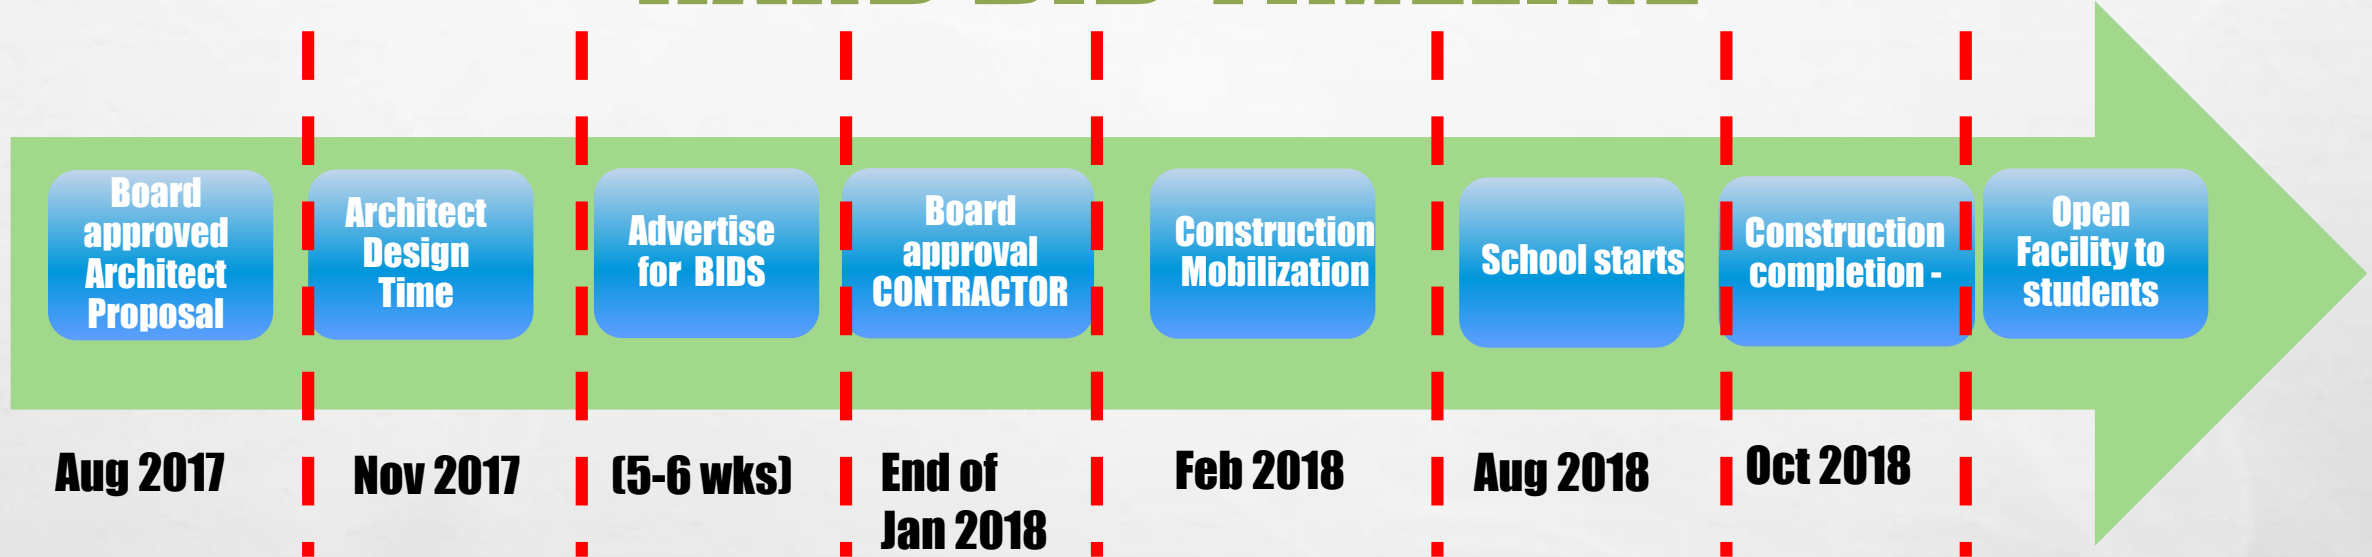 Board
approved
Architect
Proposal
Architect
Design
Time
Advertise
for BIDS
Board
approval
CONTRACTOR
Construction
Mobilization
School starts
Construction
completion -
Open
Facility to
students
Aug 2017
Nov 2017
(5-6 wks)
End of
Jan 2018
Feb 2018
Aug 2018
Oct 2018